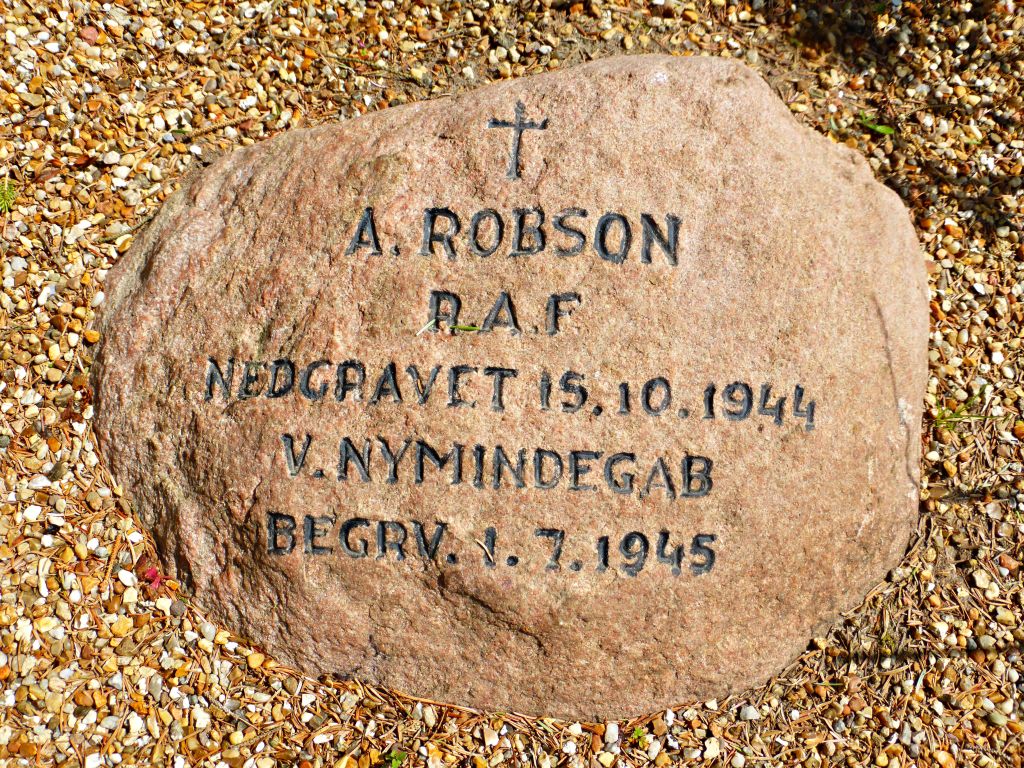 A. ROBSON
R.A.F
NEDGRAVET 15.10.1944
V. NYMINDEGAB
BEGRV. 1.7.1945